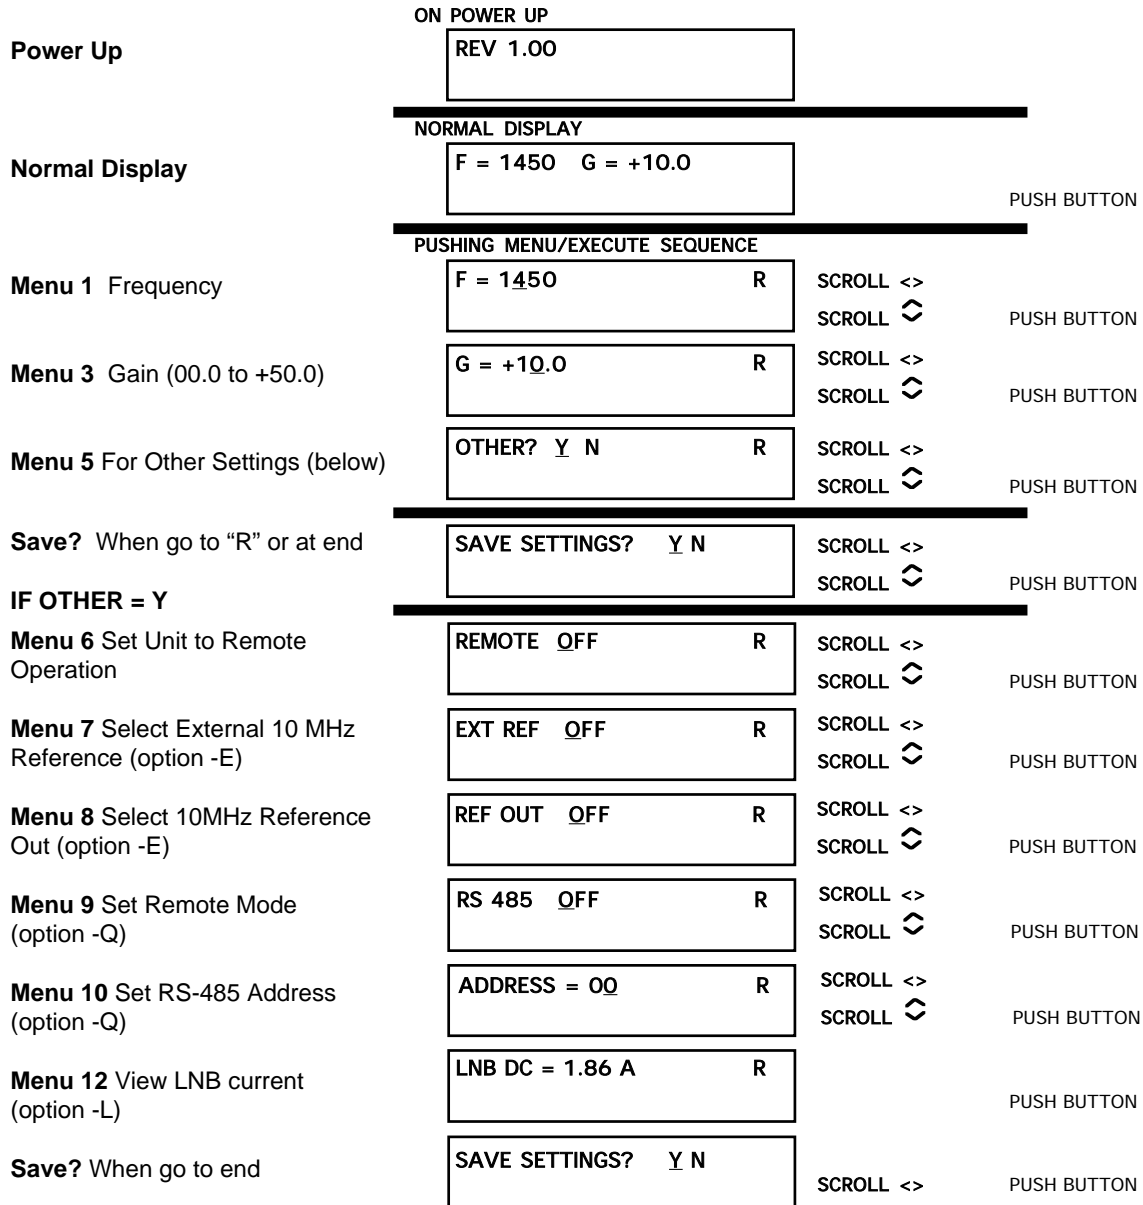 ON POWER UP
Power Up
REV 1.00
NORMAL DISPLAY
Normal Display
F = 1450 G = +10.0
PUSH BUTTON
PUSHING MENU/EXECUTE SEQUENCE
Menu 1 Frequency
F = 1450 R
SCROLL <>
SCROLL
PUSH BUTTON
Menu 3 Gain (00.0 to +50.0)
G = +10.0 R
SCROLL <>
SCROLL
PUSH BUTTON
Menu 5 For Other Settings (below)
OTHER? Y N R
SCROLL <>
SCROLL
PUSH BUTTON
Save? When go to “R” or at end
SAVE SETTINGS? Y N
SCROLL <>
SCROLL
PUSH BUTTON
IF OTHER = Y
Menu 6 Set Unit to Remote
Operation
REMOTE OFF R
SCROLL <>
SCROLL
PUSH BUTTON
Menu 7 Select External 10 MHz
Reference (option -E)
EXT REF OFF R
SCROLL <>
SCROLL
PUSH BUTTON
Menu 8 Select 10MHz Reference
Out (option -E)
REF OUT OFF R
SCROLL <>
SCROLL
PUSH BUTTON
Menu 9 Set Remote Mode
(option -Q)
RS 485 OFF R
SCROLL <>
SCROLL
PUSH BUTTON
Menu 10 Set RS-485 Address
(option -Q)
ADDRESS = 00 R
SCROLL <>
SCROLL
PUSH BUTTON
Menu 12 View LNB current
(option -L)
LNB DC = 1.86 A R
PUSH BUTTON
Save? When go to end
SAVE SETTINGS? Y N
SCROLL <>
PUSH BUTTON